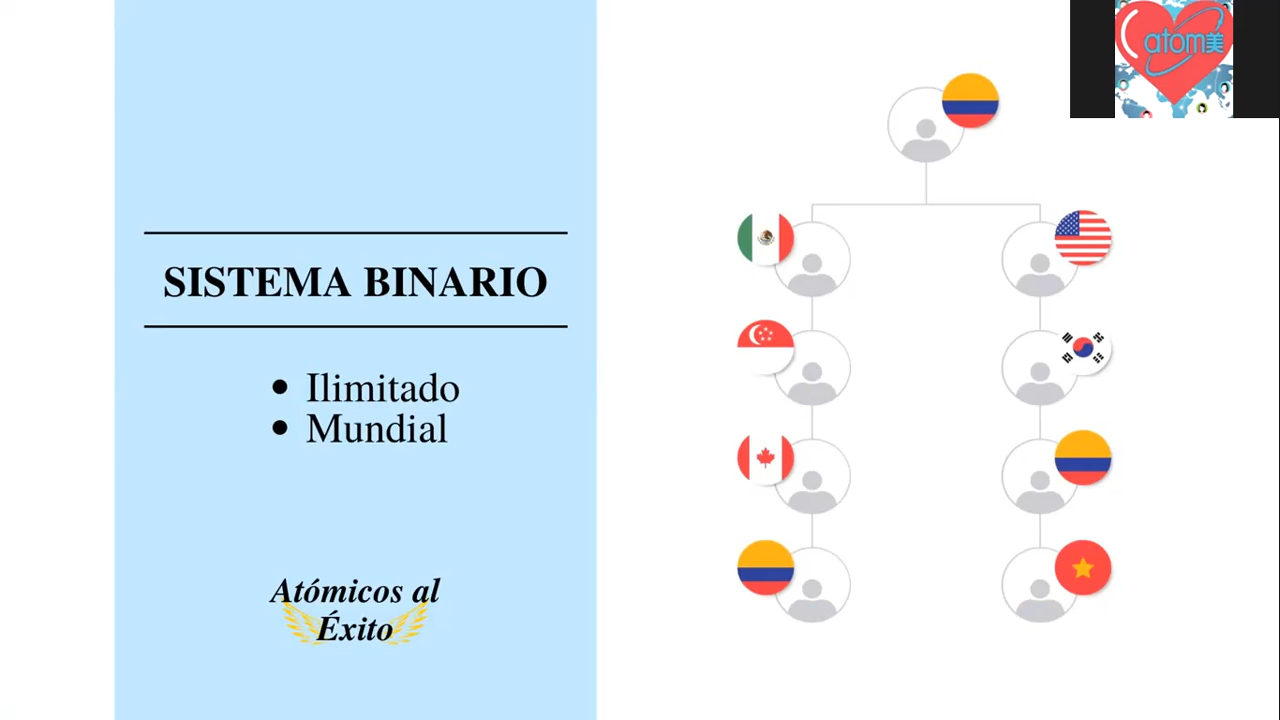 SISTEMA BINARIO
Ilimitado
Mundial
Atómicos al
Éxito
atom美